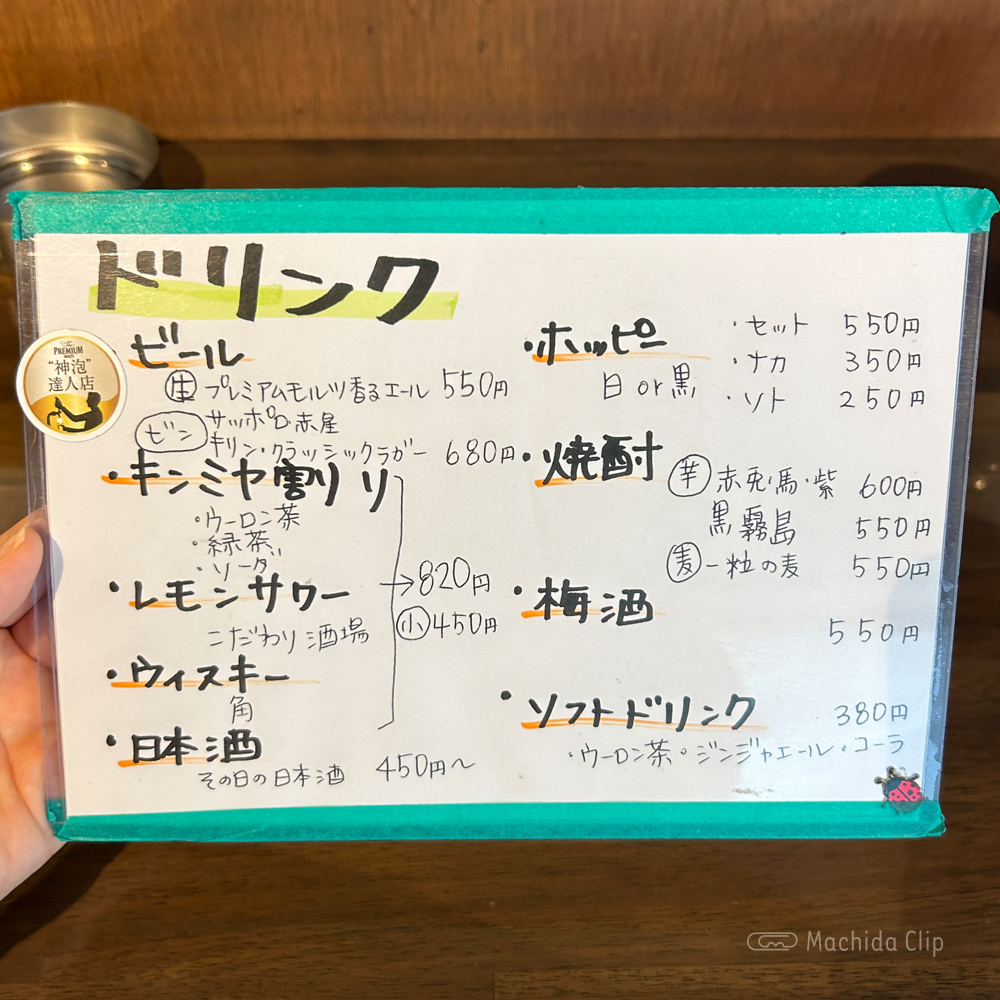 ドリンク
The
PREMIUM
MALT'S
"神泡"
達人店
・ビール
生 プレミアムモルツ香るエール 550円
ビン サッポロ・赤星
キリン・クラッシックラガー 680円
・キンミヤ割り
・ウーロン茶
・緑茶
・ソーダ
・レモンサワー →820円
こだわり酒場 小 450円
・ウィスキー
角
・日本酒
その日の日本酒 450円〜
・ホッピー
白or黒
・セット 550円
・ナカ 350円
・ソト 250円
・焼酎
芋 赤兎馬・紫 600円
黒霧島 550円
麦 一粒の麦 550円
・梅酒
550円
・ソフトドリンク 380円
・ウーロン茶・ジンジャエール・コーラ
Machida Clip